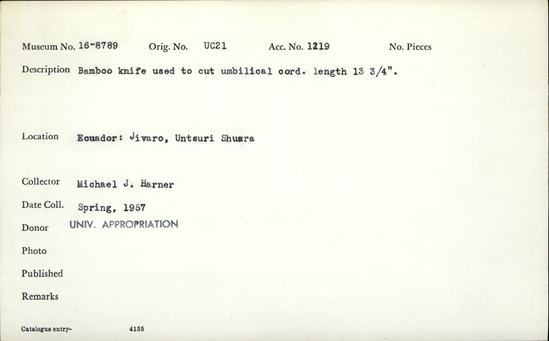 Museum No. 16-8789 Orig. No. UC21 Acc. No. 1219 No. Pieces
Description Bamboo knife used to cut umbilical cord. length 13 3/4".
Location Ecuador: Jivaro, Untsuri Shuara
Collector Michael J. Harner
Date Coll. Spring, 1957
Donor UNIV. APPROPRIATION
Photo
Published
Remarks
Catalogue entry- 4135